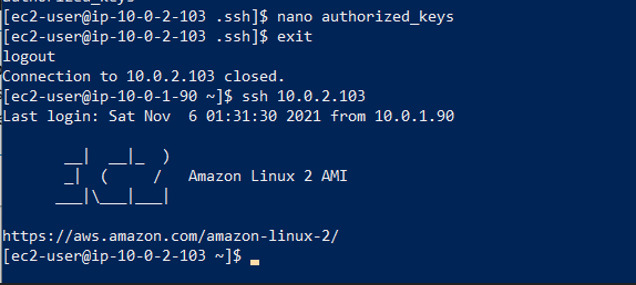 authorized_keys
[ec2-user@ip-10-0-2-103 .ssh]$ nano authorized_keys
[ec2-user@ip-10-0-2-103 .ssh]$ exit
logout
Connection to 10.0.2.103 closed.
[ec2-user@ip-10-0-1-90 ~]$ ssh 10.0.2.103
Last login: Sat Nov  6 01:31:30 2021 from 10.0.1.90
       __|  __|_  )
       _|  (     /   Amazon Linux 2 AMI
      ___|\___|___|
https://aws.amazon.com/amazon-linux-2/
[ec2-user@ip-10-0-2-103 ~]$